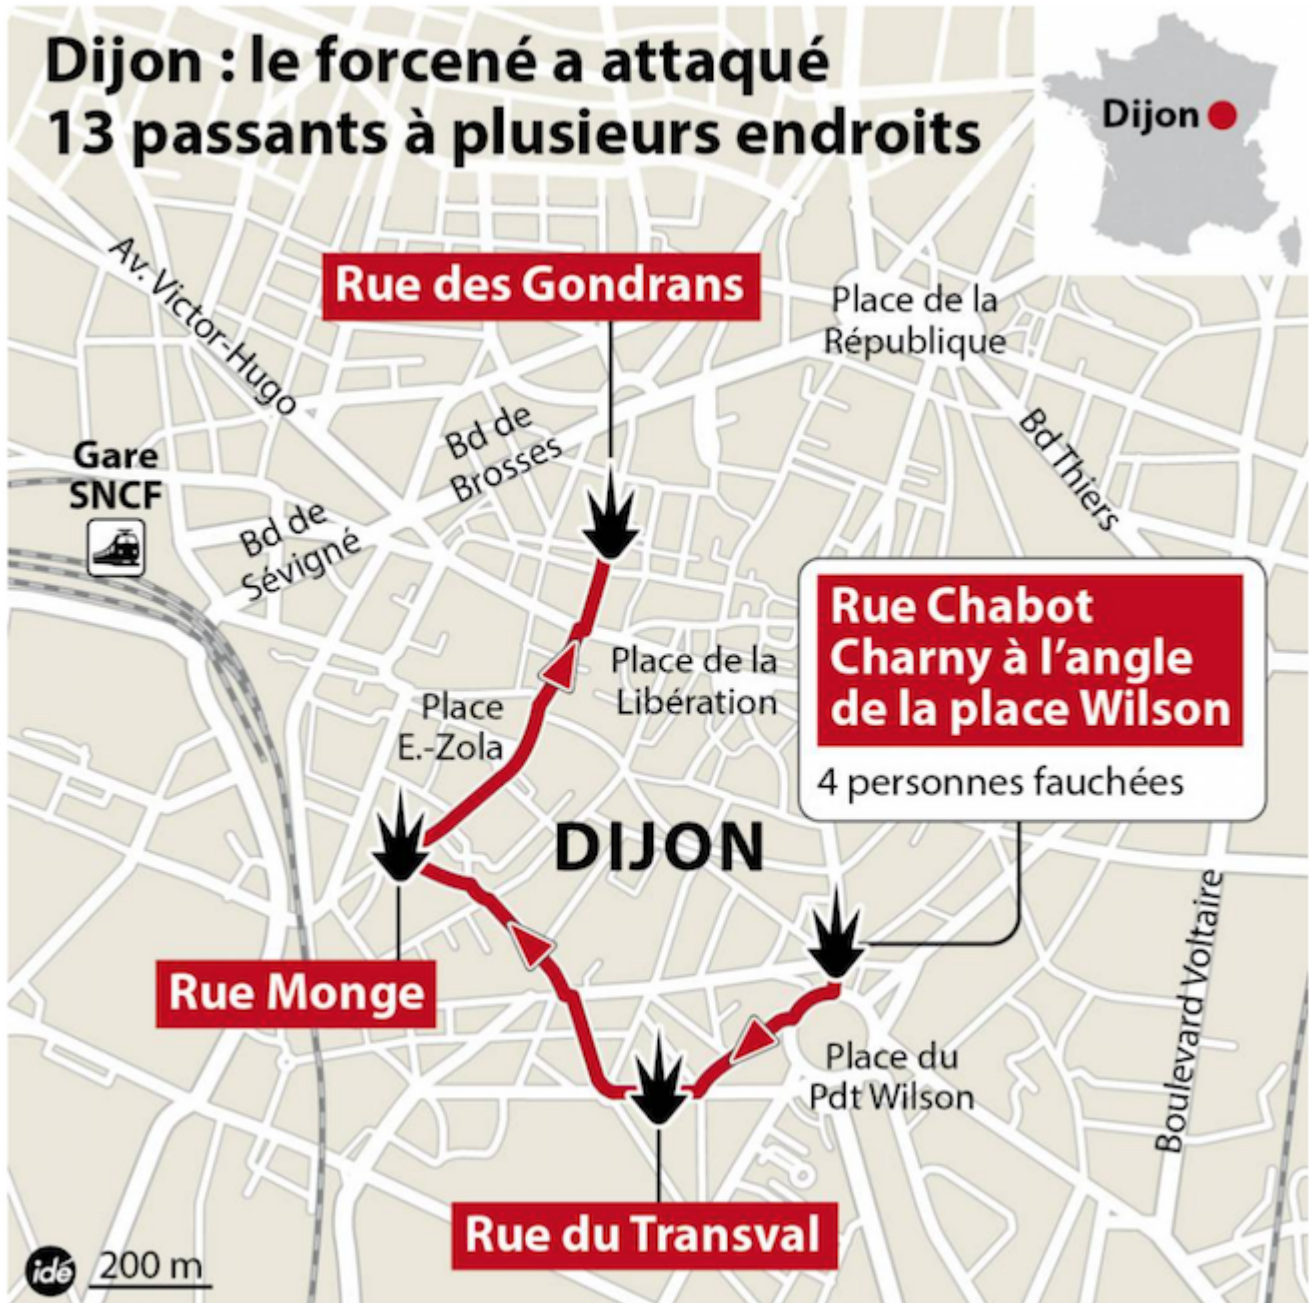 Dijon : le forcené a attaqué
13 passants à plusieurs endroits
Dijon
Rue des Gondrans
Av. Victor-Hugo
Place de la
République
Bd de
Brosses
Bd Thiers
Gare
SNCF
Bd de
Sévigné
Rue Chabot
Charny à l'angle
de la place Wilson
4 personnes fauchées
Place de la
Libération
Place
E.-Zola
DIJON
Boulevard Voltaire
Rue Monge
Place du
Pdt Wilson
Rue du Transval
idé
200 m